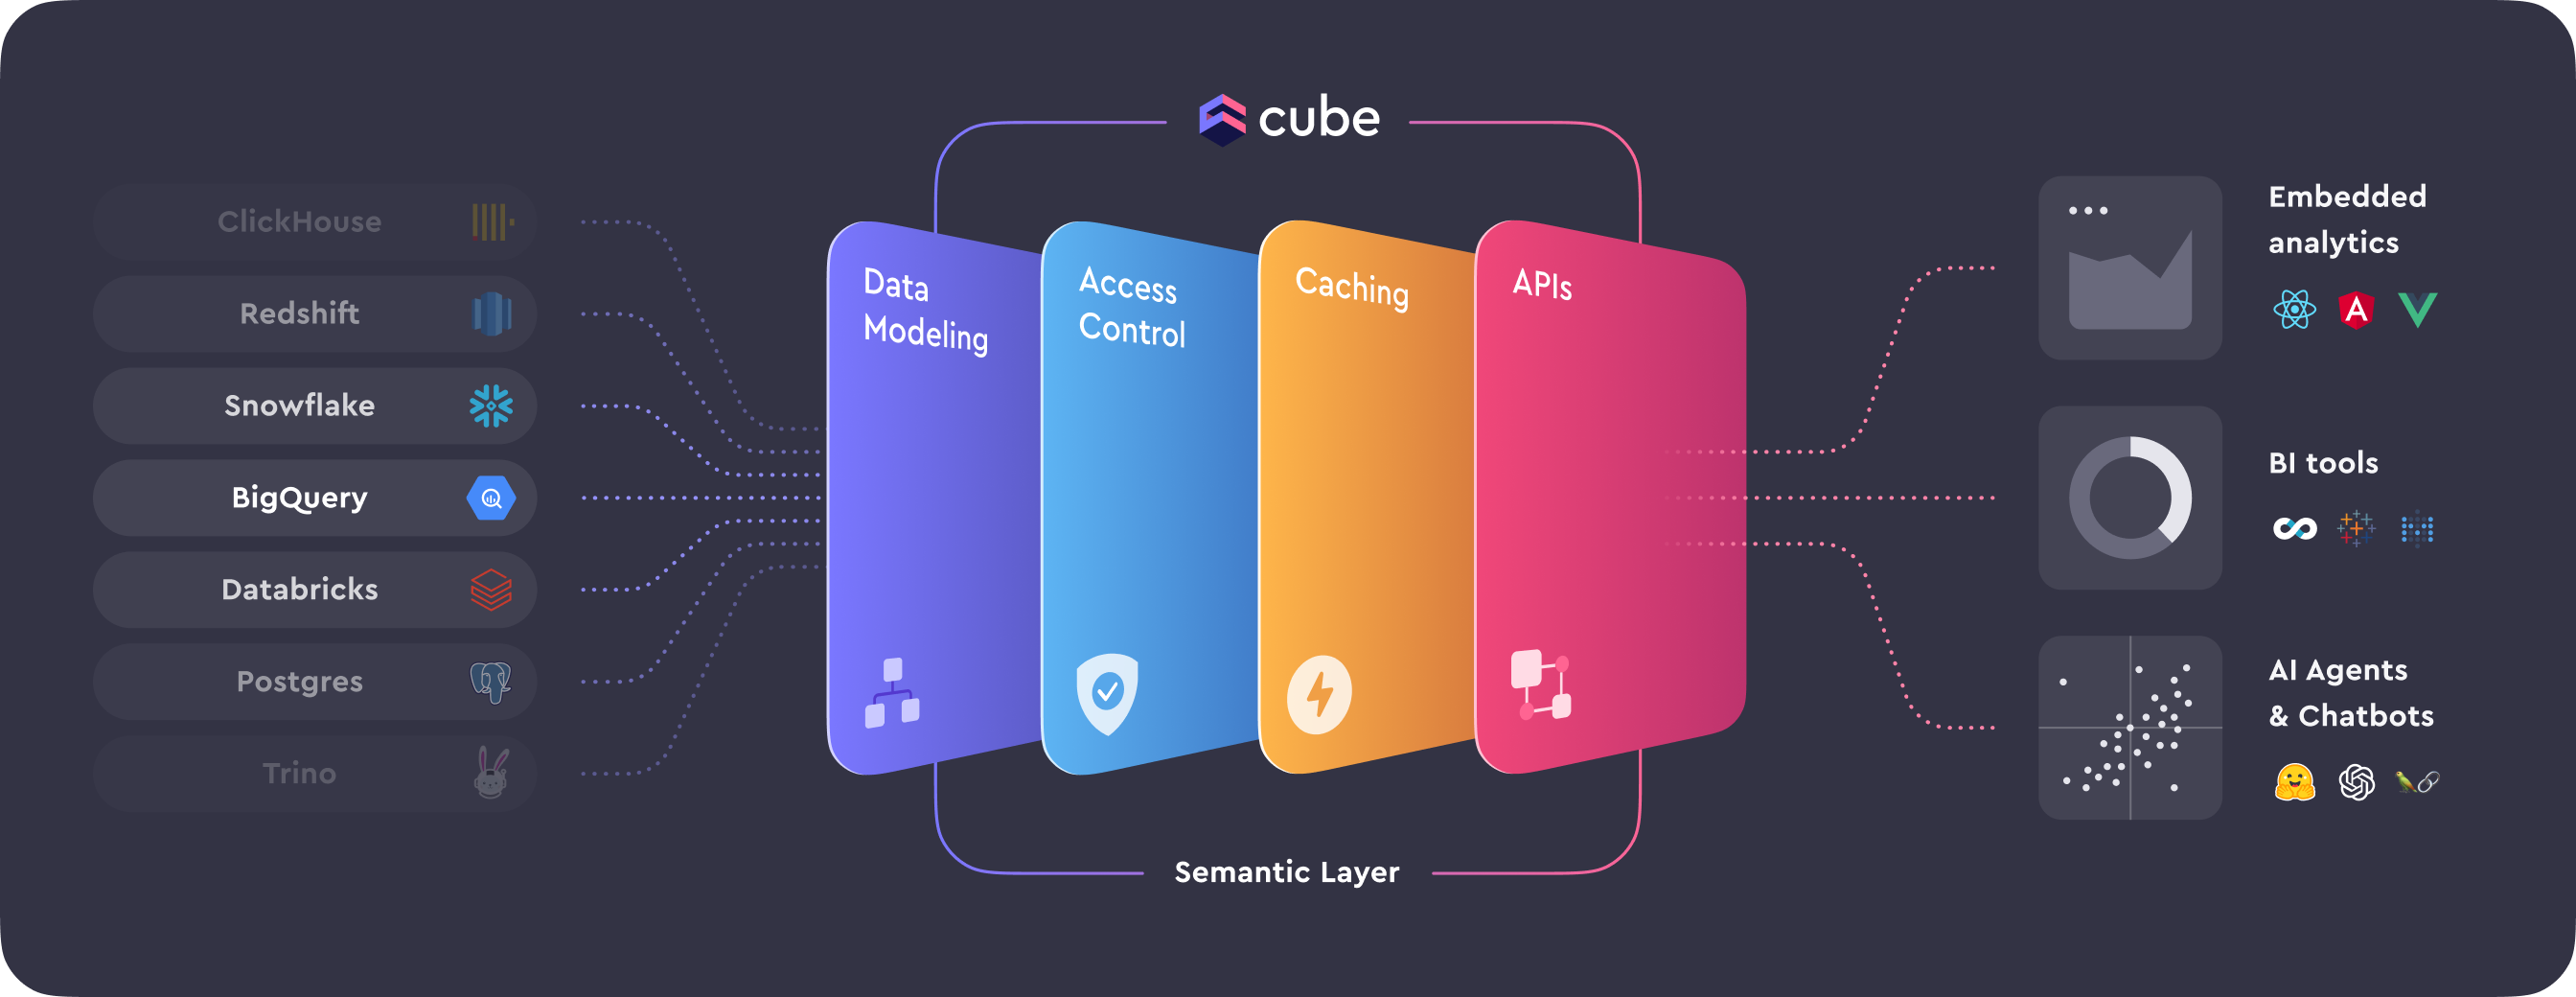 cube
ClickHouse
Redshift
Snowflake
BigQuery
Databricks
Postgres
Trino
Data
Modeling
Access
Control
Caching
APIs
Semantic Layer
Embedded
analytics
BI tools
AI Agents
& Chatbots